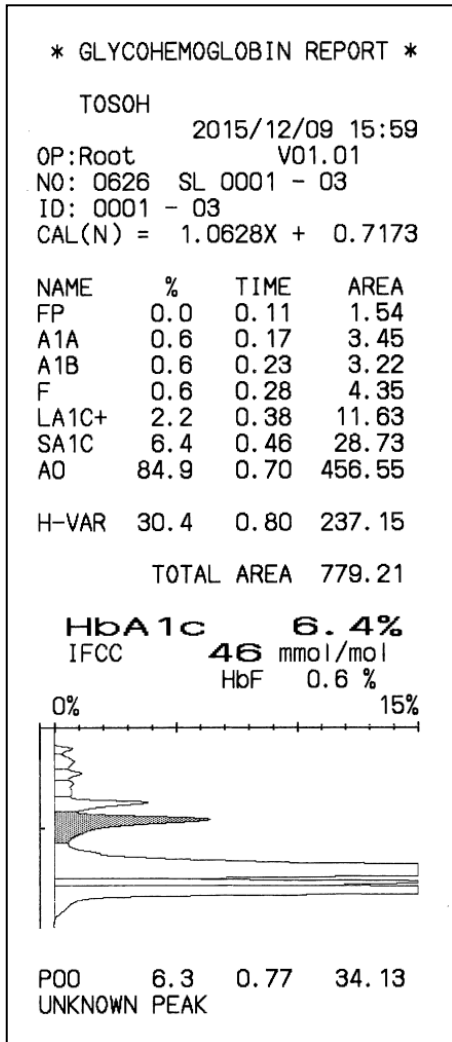 * GLYCOHEMOGLOBIN REPORT *
TOSOH
2015/12/09 15:59
OP:Root V01.01
NO: 0626 SL 0001 - 03
ID: 0001 - 03
CAL(N) = 1.0628X + 0.7173
NAME % TIME AREA
FP 0.0 0.11 1.54
A1A 0.6 0.17 3.45
A1B 0.6 0.23 3.22
F 0.6 0.28 4.35
LA1C+ 2.2 0.38 11.63
SA1C 6.4 0.46 28.73
A0 84.9 0.70 456.55
H-VAR 30.4 0.80 237.15
TOTAL AREA 779.21
HbA1c 6.4%
IFCC 46 mmol/mol
HbF 0.6 %
0% 15%
P00 6.3 0.77 34.13
UNKNOWN PEAK